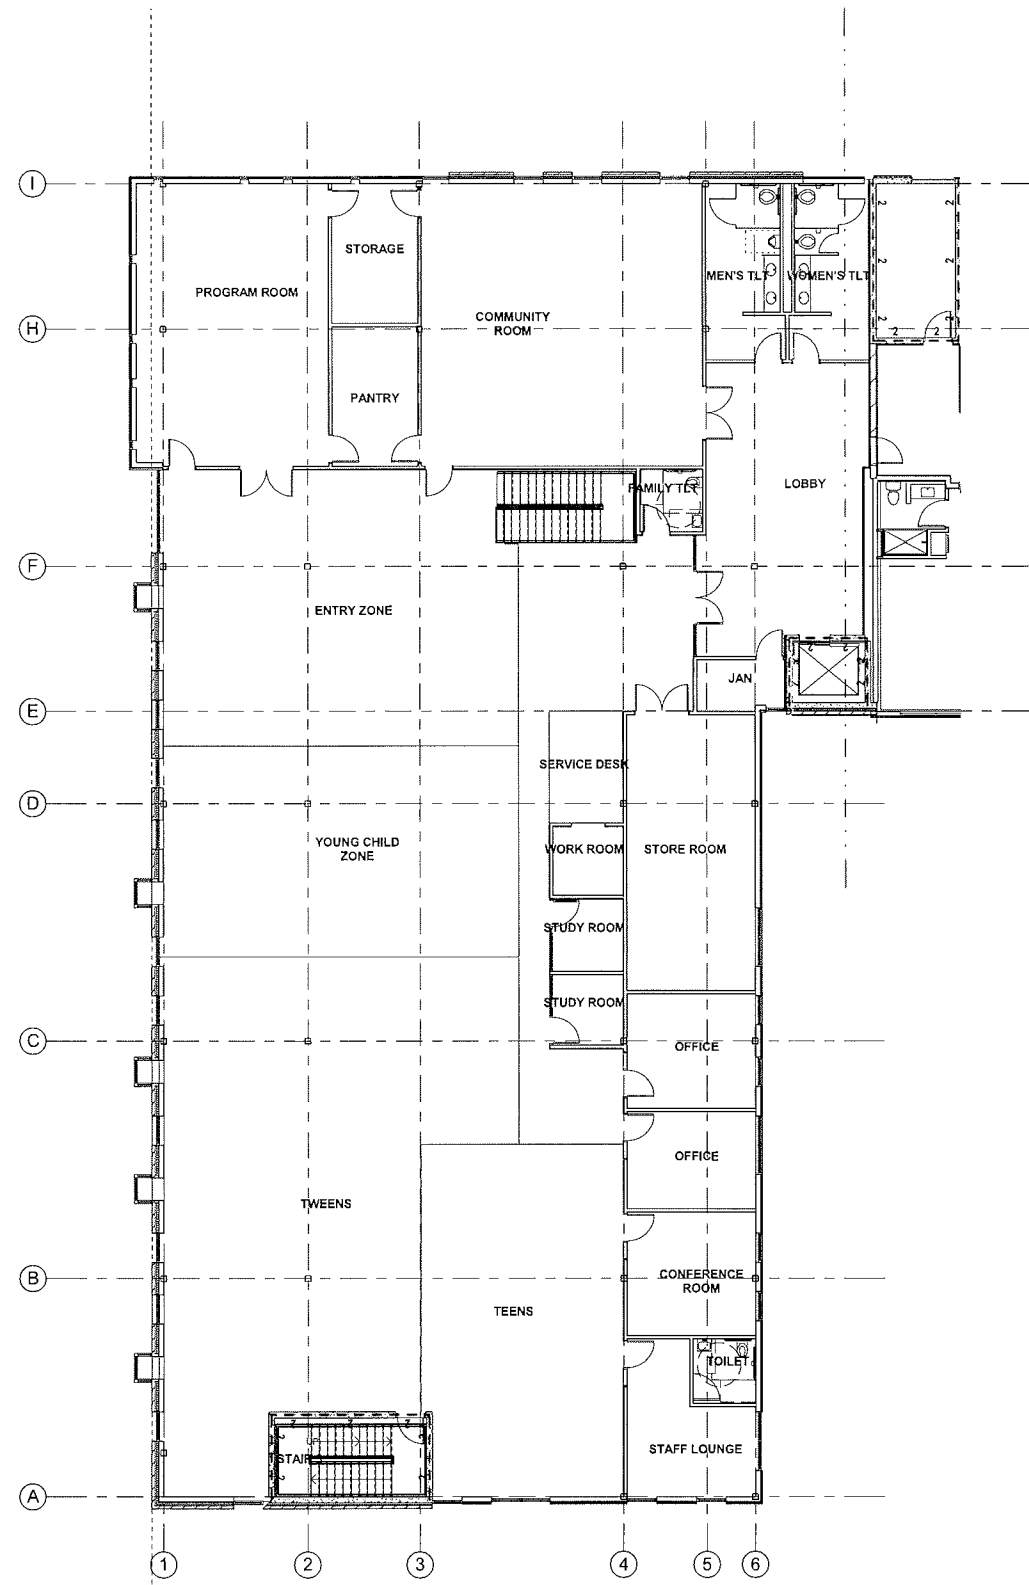 I
STORAGE
MEN'S TLT
WOMEN'S TLT
PROGRAM ROOM
COMMUNITY
ROOM
H
PANTRY
LOBBY
FAMILY TLT
F
ENTRY ZONE
JAN
E
SERVICE DESK
D
YOUNG CHILD
ZONE
WORK ROOM
STORE ROOM
STUDY ROOM
STUDY ROOM
C
OFFICE
OFFICE
TWEENS
B
CONFERENCE
ROOM
TEENS
TOILET
STAIR
STAFF LOUNGE
A
1
2
3
4
5
6